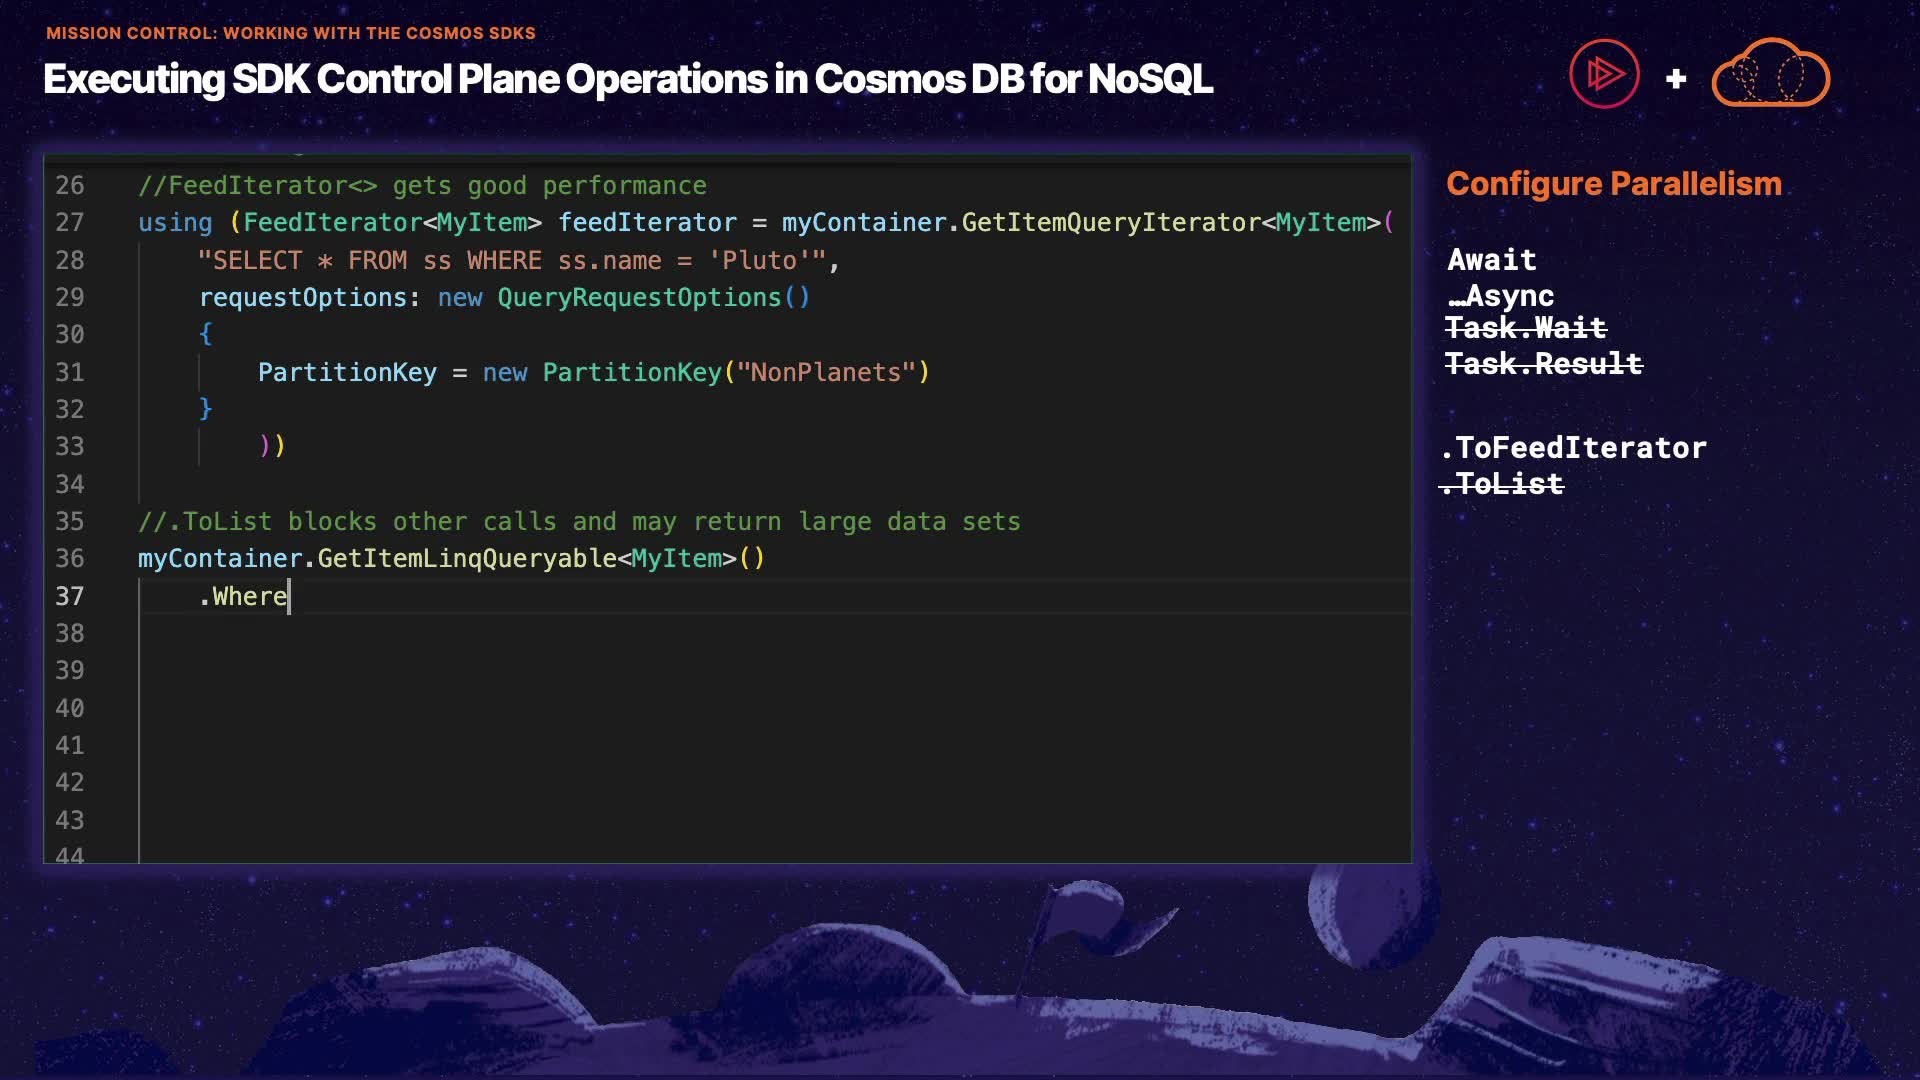 MISSION CONTROL: WORKING WITH THE COSMOS SDKS
Executing SDK Control Plane Operations in Cosmos DB for NoSQL
+
26 //FeedIterator<> gets good performance
27 using (FeedIterator<MyItem> feedIterator = myContainer.GetItemQueryIterator<MyItem>(
28 "SELECT * FROM ss WHERE ss.name = 'Pluto'",
29 requestOptions: new QueryRequestOptions()
30 {
31 PartitionKey = new PartitionKey("NonPlanets")
32 }
33 ))
34
35 //.ToList blocks other calls and may return large data sets
36 myContainer.GetItemLinqQueryable<MyItem>()
37 .Where
38
39
40
41
42
43
44
Configure Parallelism
Await
…Async
Task.Wait
Task.Result
.ToFeedIterator
.ToList